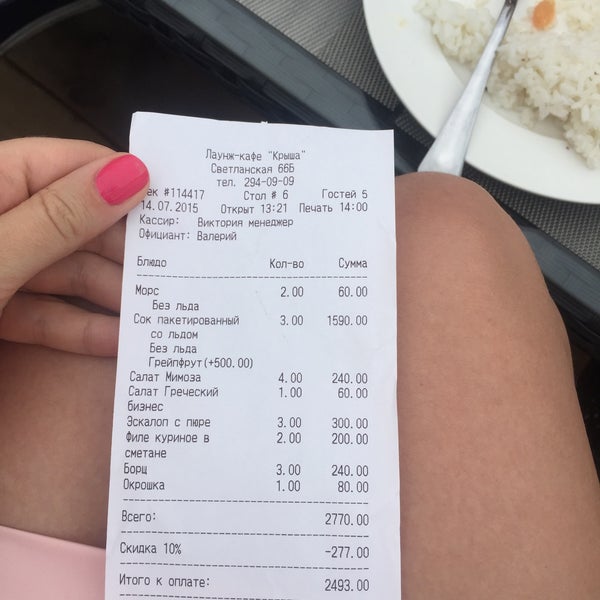 Лаунж-кафе "Крыша"
Светланская 66Б
тел. 294-09-09
ек #114417 Стол # 6 Гостей 5
14.07.2015 Открыт 13:21 Печать 14:00
Кассир: Виктория менеджер
Официант: Валерий
Блюдо Кол-во Сумма
Морс 2.00 60.00
Без льда
Сок пакетированный 3.00 1590.00
со льдом
Без льда
Грейпфрут(+500.00)
Салат Мимоза 4.00 240.00
Салат Греческий 1.00 60.00
бизнес
Эскалоп с пюре 3.00 300.00
Филе куриное в 2.00 200.00
сметане
Борщ 3.00 240.00
Окрошка 1.00 80.00
Всего: 2770.00
Скидка 10% -277.00
Итого к оплате: 2493.00